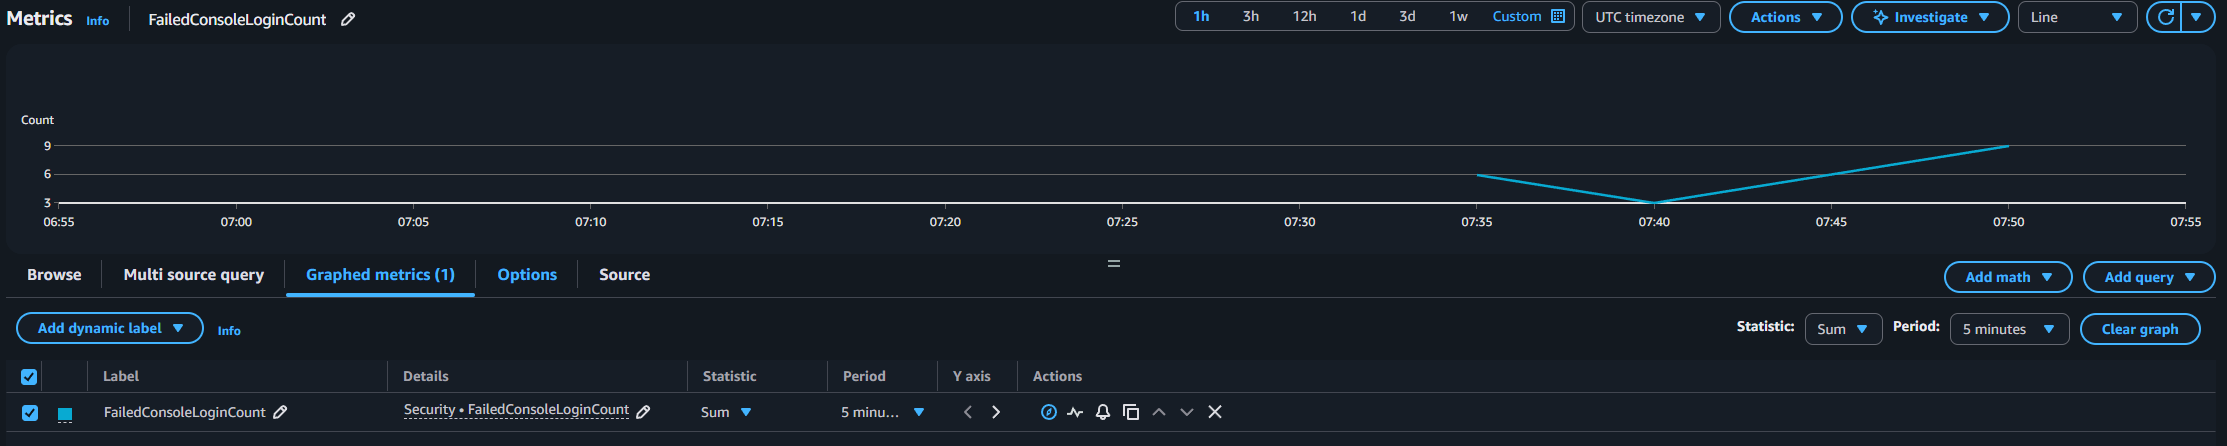 Metrics Info FailedConsoleLoginCount 1h 3h 12h 1d 3d 1w Custom UTC timezone Actions Investigate Line
Count
9
6
3
06:55 07:00 07:05 07:10 07:15 07:20 07:25 07:30 07:35 07:40 07:45 07:50 07:55
Browse Multi source query Graphed metrics (1) Options Source Add math Add query
Add dynamic label Info Statistic: Sum Period: 5 minutes Clear graph
Label Details Statistic Period Y axis Actions
FailedConsoleLoginCount Security • FailedConsoleLoginCount Sum 5 minu...